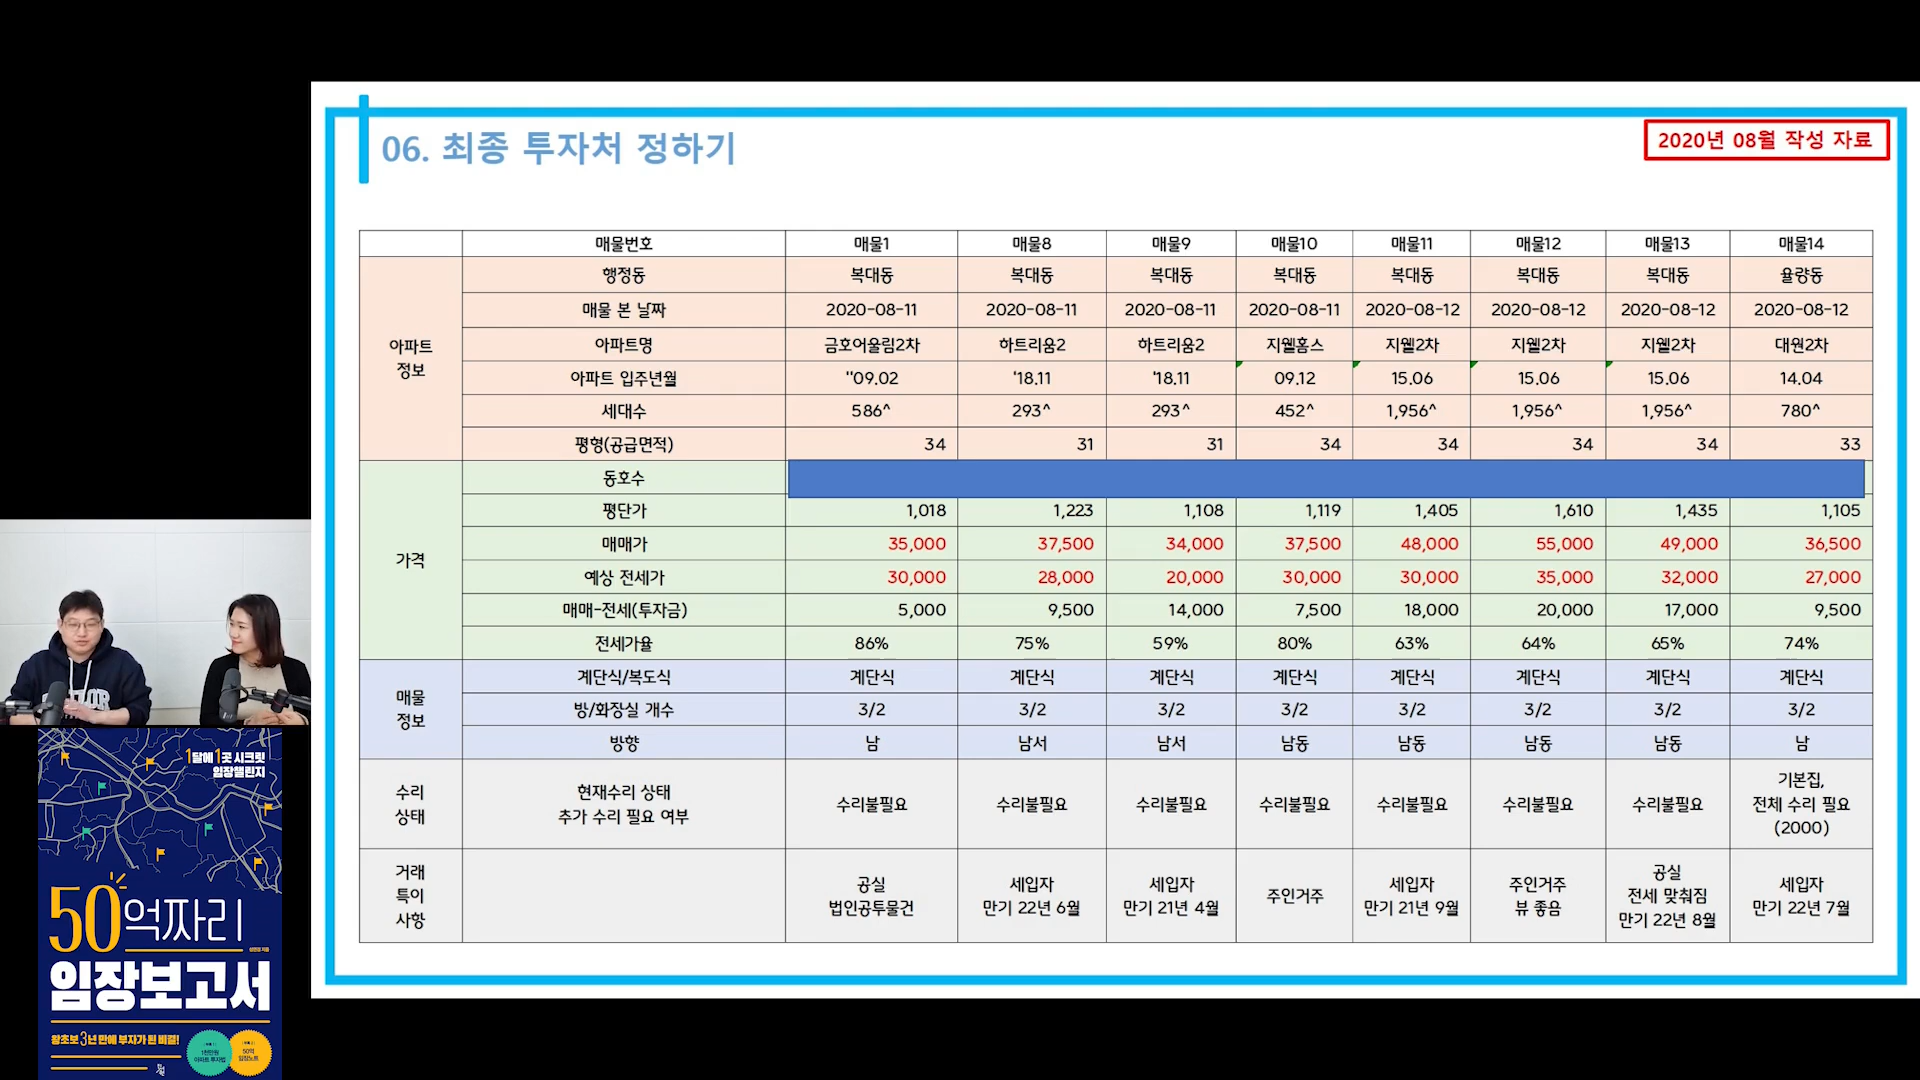 06. 최종 투자처 정하기
2020년 08월 작성 자료
매물번호 매물1 매물8 매물9 매물10 매물11 매물12 매물13 매물14
아파트 정보
행정동 복대동 복대동 복대동 복대동 복대동 복대동 복대동 율량동
매물 본 날짜 2020-08-11 2020-08-11 2020-08-11 2020-08-11 2020-08-12 2020-08-12 2020-08-12 2020-08-12
아파트명 금호어울림2차 하트리움2 하트리움2 지웰홈스 지웰2차 지웰2차 지웰2차 대원2차
아파트 입주년월 ''09.02 '18.11 '18.11 09.12 15.06 15.06 15.06 14.04
세대수 586^ 293^ 293^ 452^ 1,956^ 1,956^ 1,956^ 780^
평형(공급면적) 34 31 31 34 34 34 34 33
가격
동호수
평단가 1,018 1,223 1,108 1,119 1,405 1,610 1,435 1,105
매매가 35,000 37,500 34,000 37,500 48,000 55,000 49,000 36,500
예상 전세가 30,000 28,000 20,000 30,000 30,000 35,000 32,000 27,000
매매-전세(투자금) 5,000 9,500 14,000 7,500 18,000 20,000 17,000 9,500
전세가율 86% 75% 59% 80% 63% 64% 65% 74%
매물 정보
계단식/복도식 계단식 계단식 계단식 계단식 계단식 계단식 계단식 계단식
방/화장실 개수 3/2 3/2 3/2 3/2 3/2 3/2 3/2 3/2
방향 남 남서 남서 남동 남동 남동 남동 남
수리 상태
현재수리 상태
추가 수리 필요 여부
수리불필요 수리불필요 수리불필요 수리불필요 수리불필요 수리불필요 수리불필요
기본집,
전체 수리 필요
(2000)
거래 특이 사항
공실
법인공투물건
세입자
만기 22년 6월
세입자
만기 21년 4월
주인거주
세입자
만기 21년 9월
주인거주
뷰 좋음
공실
전세 맞춰짐
만기 22년 8월
세입자
만기 22년 7월
1달에 1곳 시크릿
임장챌린지
50억짜리
임장보고서
왕초보 3년 만에 부자가 된 비결!
1천만원
아파트 투자법
50억
임장노트